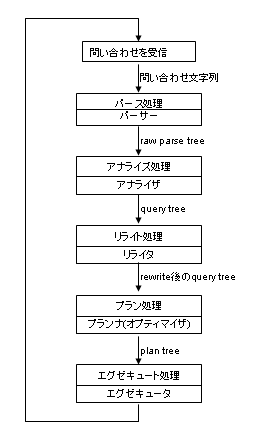 問い合わせを受信
問い合わせ文字列
パース処理
パーサー
raw parse tree
アナライズ処理
アナライザ
query tree
リライト処理
リライタ
rewrite後のquery tree
プラン処理
プランナ(オプティマイザ)
plan tree
エグゼキュート処理
エグゼキュータ